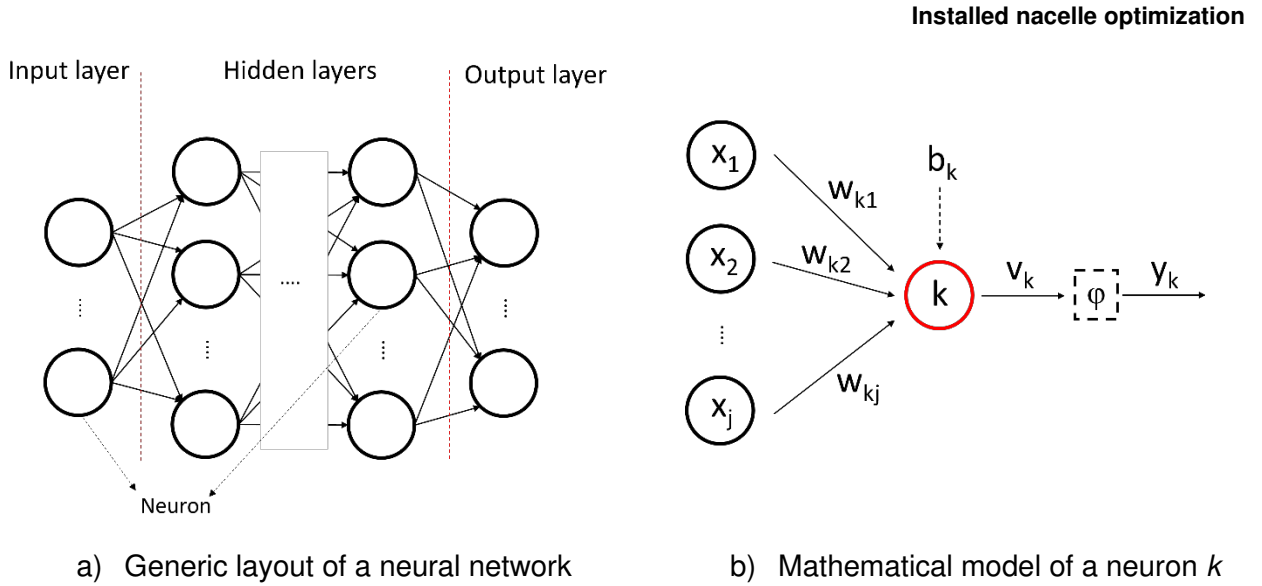 Installed nacelle optimization
Input layer
Hidden layers
Output layer
....
....
....
....
....
Neuron
a) Generic layout of a neural network
x1
x2
....
xj
wk1
wk2
wkj
bk
k
vk
φ
yk
b) Mathematical model of a neuron k